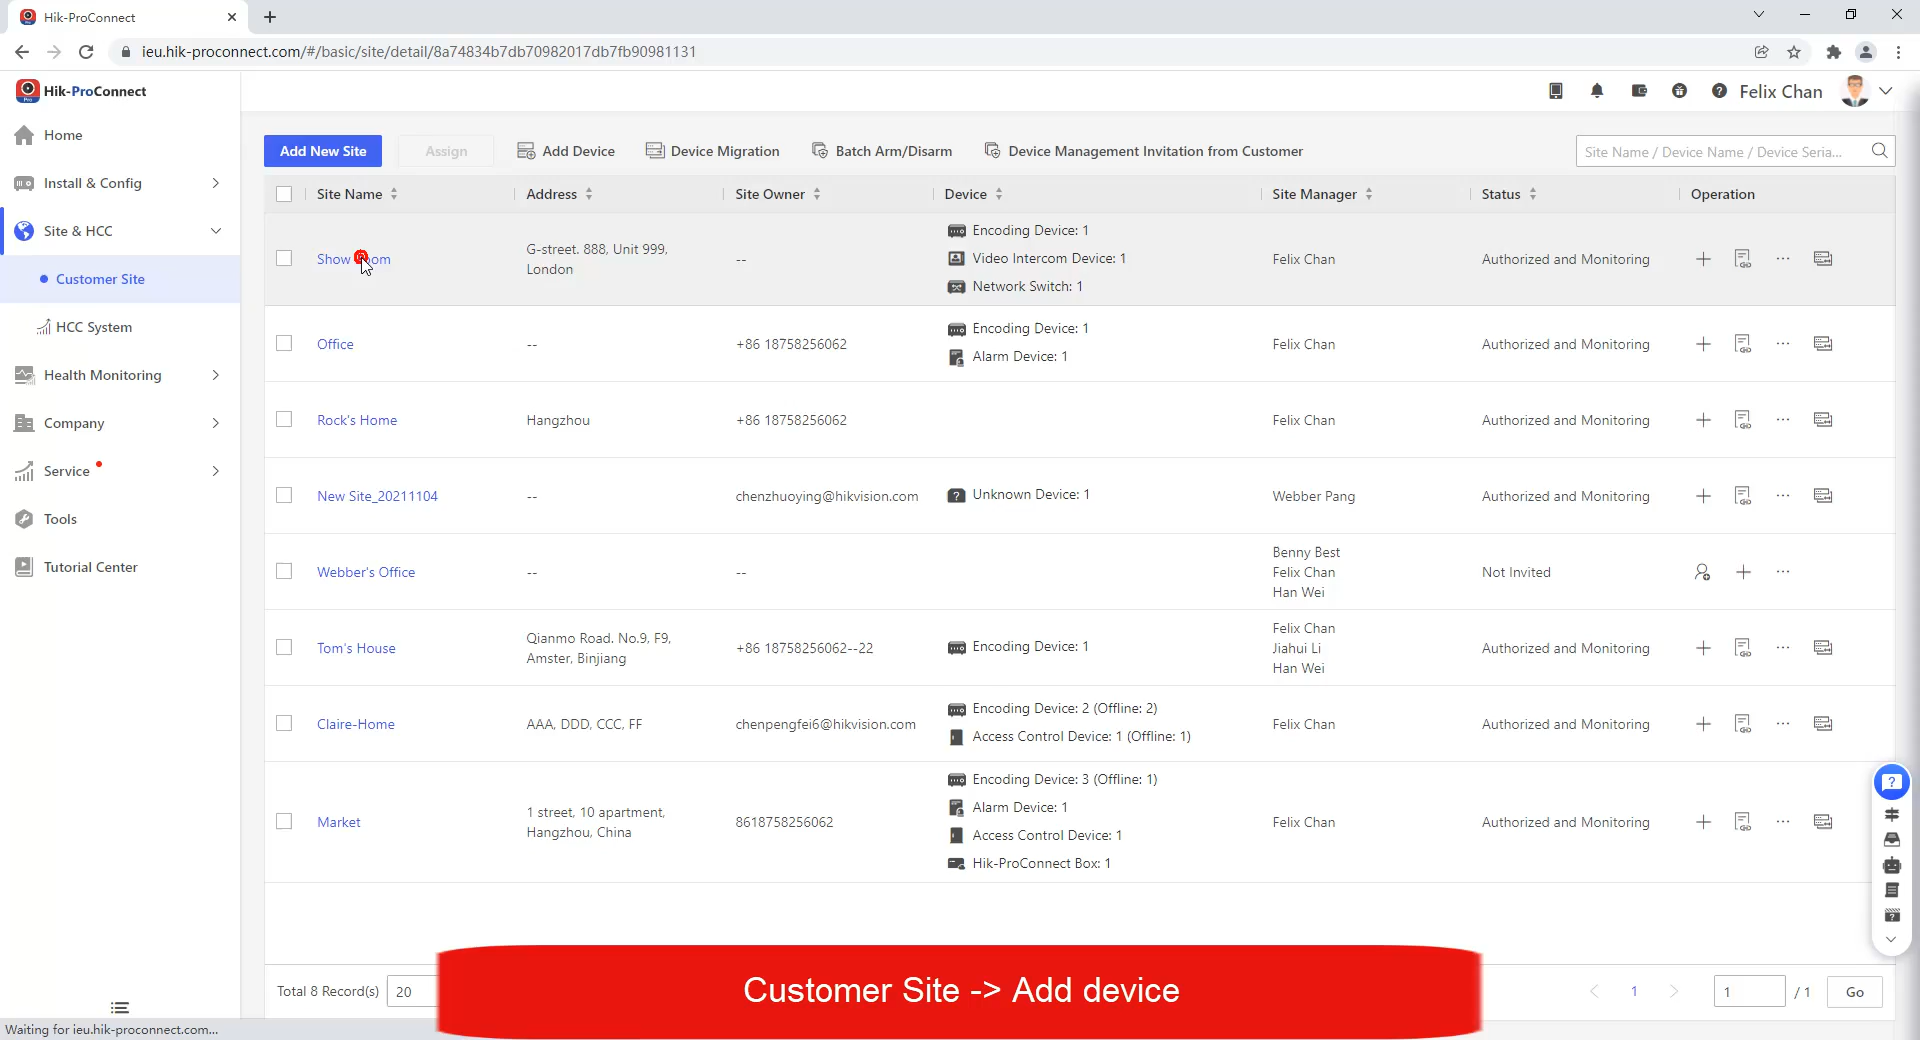 Hik-ProConnect
ieu.hik-proconnect.com/#/basic/site/detail/8a74834b7db70982017db7fb90981131
Hik-ProConnect
Felix Chan
Home
Install & Config
Site & HCC
Customer Site
HCC System
Health Monitoring
Company
Service
Tools
Tutorial Center
Add New Site Assign Add Device Device Migration Batch Arm/Disarm Device Management Invitation from Customer Site Name / Device Name / Device Seria...
Site Name Address Site Owner Device Site Manager Status Operation
Show G-street. 888, Unit 999, London -- Encoding Device: 1 Felix Chan Authorized and Monitoring
Video Intercom Device: 1
Network Switch: 1
Office -- +86 18758256062 Encoding Device: 1 Felix Chan Authorized and Monitoring
Alarm Device: 1
Rock's Home Hangzhou +86 18758256062 Felix Chan Authorized and Monitoring
New Site_20211104 -- chenzhuoying@hikvision.com Unknown Device: 1 Webber Pang Authorized and Monitoring
Webber's Office -- -- Benny Best Not Invited
Felix Chan
Han Wei
Tom's House Qianmo Road. No.9, F9, Amster, Binjiang +86 18758256062--22 Encoding Device: 1 Felix Chan Authorized and Monitoring
Jiahui Li
Han Wei
Claire-Home AAA, DDD, CCC, FF chenpengfei6@hikvision.com Encoding Device: 2 (Offline: 2) Felix Chan Authorized and Monitoring
Access Control Device: 1 (Offline: 1)
Market 1 street, 10 apartment, Hangzhou, China 8618758256062 Encoding Device: 3 (Offline: 1) Felix Chan Authorized and Monitoring
Alarm Device: 1
Access Control Device: 1
Hik-ProConnect Box: 1
Total 8 Record(s) 20 1 1 / 1 Go
Customer Site -> Add device
Waiting for ieu.hik-proconnect.com...